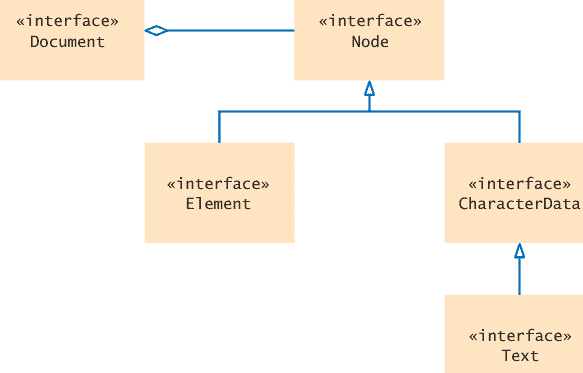 «interface»
Document
«interface»
Node
«interface»
Element
«interface»
CharacterData
«interface»
Text